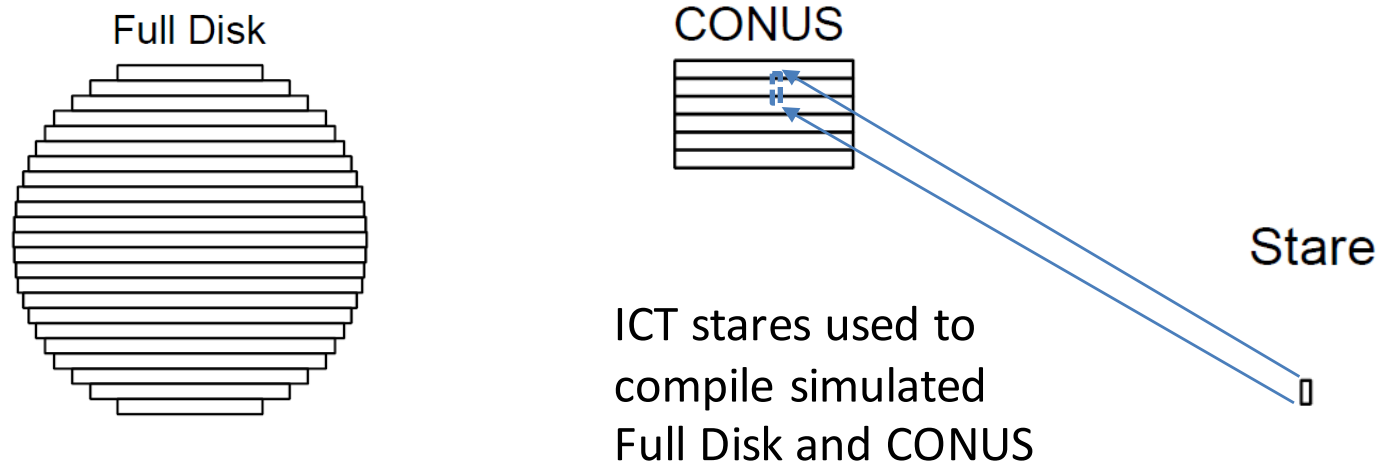 Full Disk
CONUS
Stare
ICT stares used to
compile simulated
Full Disk and CONUS